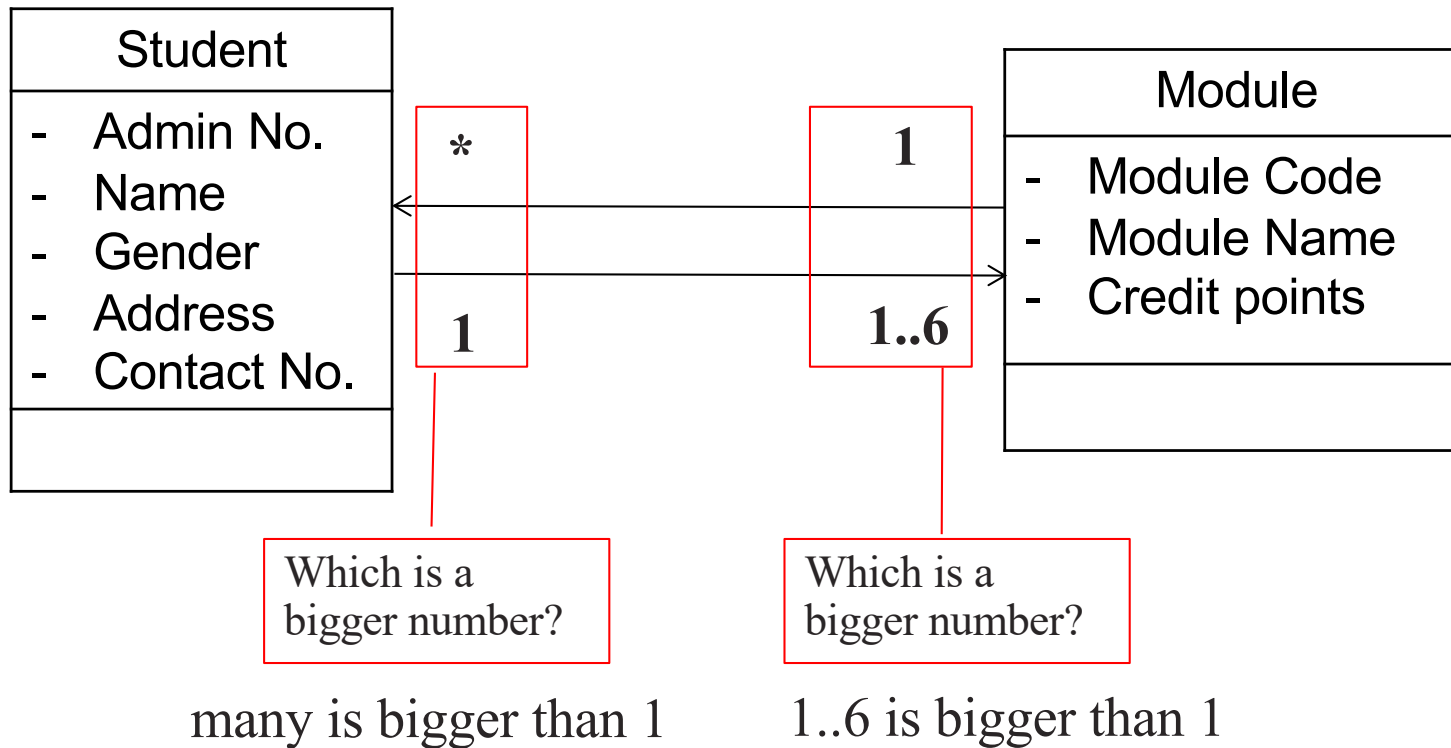 Student
- Admin No.
- Name
- Gender
- Address
- Contact No.
*
1
1
1..6
Module
- Module Code
- Module Name
- Credit points
Which is a
bigger number?
Which is a
bigger number?
many is bigger than 1
1..6 is bigger than 1